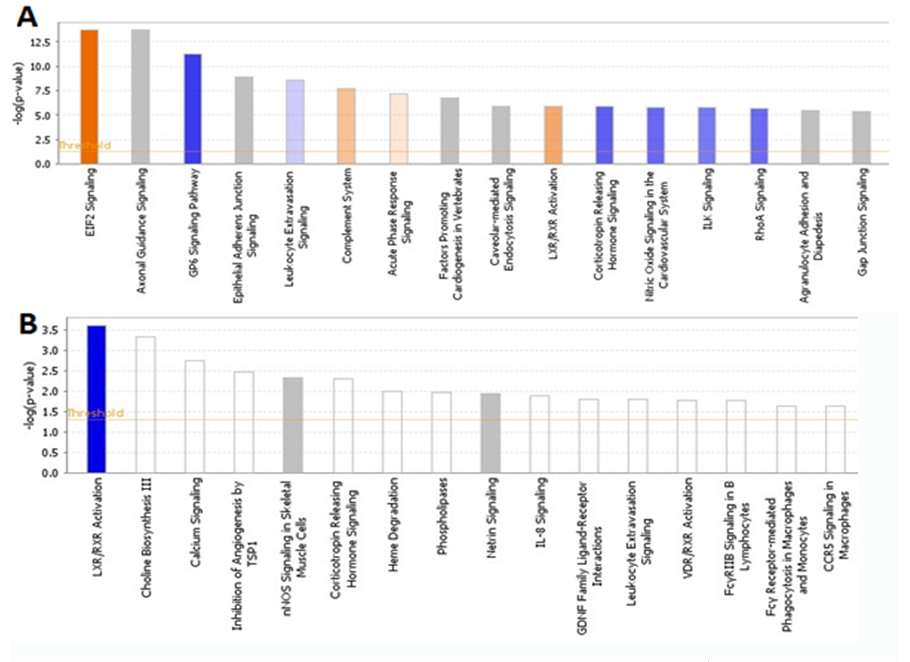 A
-log(p-value)
12.5
10.0
7.5
5.0
2.5
0.0
Threshold
EIF2 Signaling
Axonal Guidance Signaling
GP6 Signaling Pathway
Epithelial Adherens Junction
Signaling
Leukocyte Extravasation
Signaling
Complement System
Acute Phase Response
Signaling
Factors Promoting
Cardiogenesis in Vertebrates
Caveolar-mediated
Endocytosis Signaling
LXR/RXR Activation
Corticotropin Releasing
Hormone Signaling
Nitric Oxide Signaling in the
Cardiovascular System
ILK Signaling
RhoA Signaling
Agranulocyte Adhesion and
Diapedesis
Gap Junction Signaling
B
-log(p-value)
3.5
3.0
2.5
2.0
1.5
1.0
0.5
0.0
Threshold
LXR/RXR Activation
Choline Biosynthesis III
Calcium Signaling
Inhibition of Angiogenesis by
TSP1
nNOS Signaling in Skeletal
Muscle Cells
Corticotropin Releasing
Hormone Signaling
Heme Degradation
Phospholipases
Netrin Signaling
IL-8 Signaling
GDNF Family Ligand-Receptor
Interactions
Leukocyte Extravasation
Signaling
VDR/RXR Activation
FcγRIIB Signaling in B
Lymphocytes
Fcγ Receptor-mediated
Phagocytosis in Macrophages
and Monocytes
CCR5 Signaling in
Macrophages